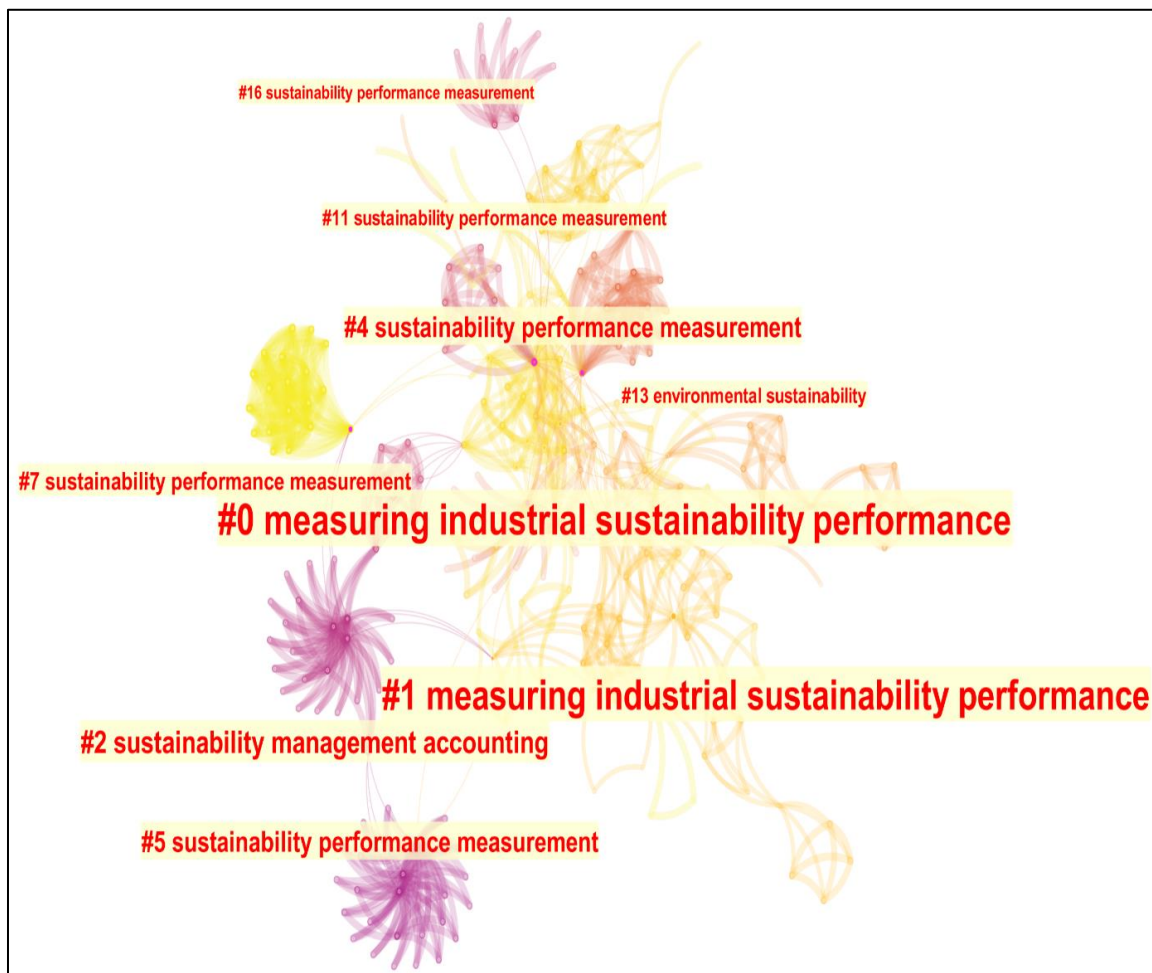 #16 sustainability performance measurement
#11 sustainability performance measurement
#4 sustainability performance measurement
#13 environmental sustainability
#7 sustainability performance measurement
#0 measuring industrial sustainability performance
#1 measuring industrial sustainability performance
#2 sustainability management accounting
#5 sustainability performance measurement